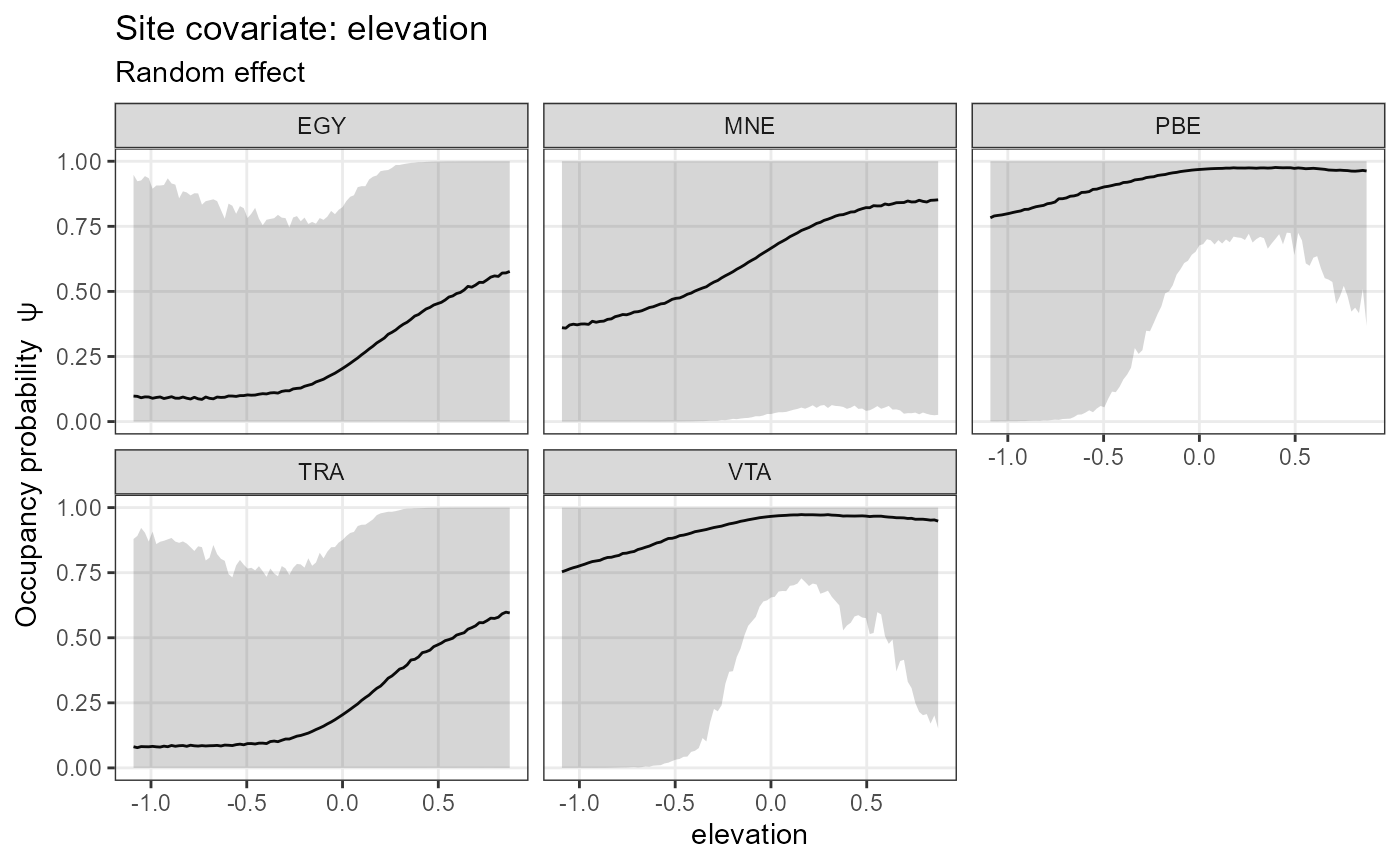 Site covariate: elevation
Random effect
EGY MNE PBE
1.00
0.75
0.50
0.25
0.00
-1.0 -0.5 0.0 0.5
TRA VTA
1.00
0.75
0.50
0.25
0.00
-1.0 -0.5 0.0 0.5 -1.0 -0.5 0.0 0.5
elevation
Occupancy probability ψ